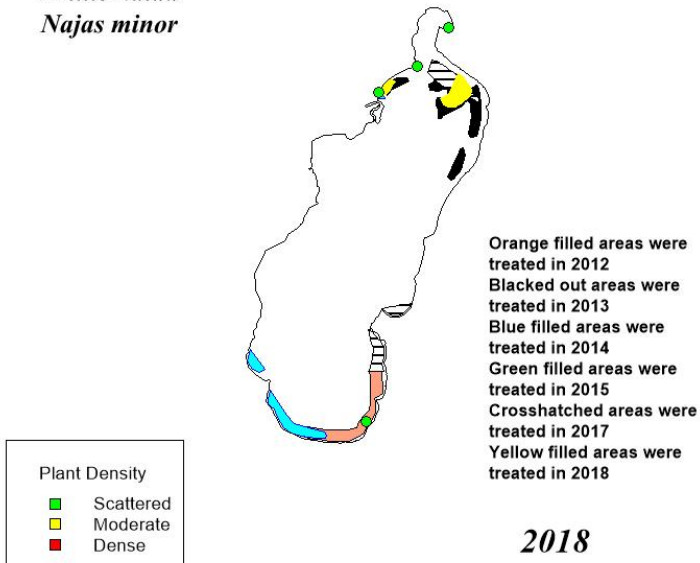 Najas minor
Orange filled areas were
treated in 2012
Blacked out areas were
treated in 2013
Blue filled areas were
treated in 2014
Green filled areas were
treated in 2015
Crosshatched areas were
treated in 2017
Yellow filled areas were
treated in 2018
Plant Density
Scattered
Moderate
Dense
2018